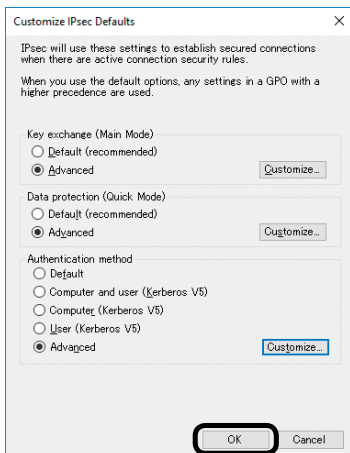 Customize IPsec Defaults
IPsec will use these settings to establish secured connections
when there are active connection security rules.
When you use the default options, any settings in a GPO with a
higher precedence are used.
Key exchange (Main Mode)
Default (recommended)
Advanced
Customize...
Data protection (Quick Mode)
Default (recommended)
Advanced
Customize...
Authentication method
Default
Computer and user (Kerberos V5)
Computer (Kerberos V5)
User (Kerberos V5)
Advanced
Customize...
OK
Cancel